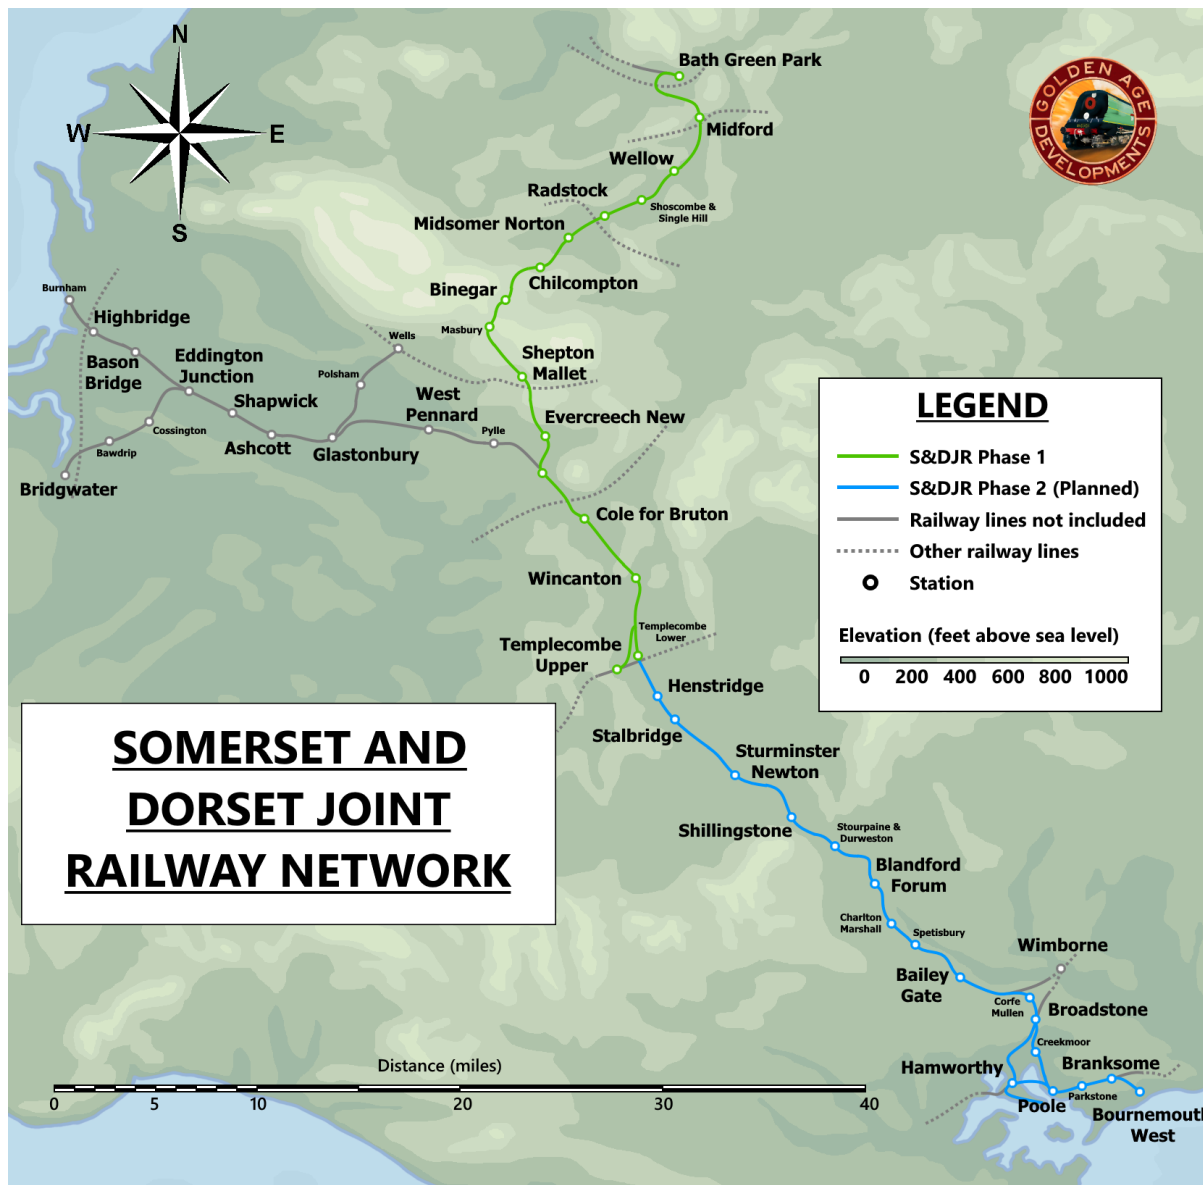 N
W
E
S
GOLDEN AGE
DEVELOPMENTS
Bath Green Park
Midford
Wellow
Radstock
Shoscombe &
Single Hill
Midsomer Norton
Chilcompton
Binegar
Masbury
Burnham
Highbridge
Bason
Bridge
Eddington
Junction
Wells
Polsham
Shepton
Mallet
West
Pennard
Shapwick
Cossington
Bawdrip
Ashcott
Glastonbury
Pylle
Evercreech New
Bridgwater
Cole for Bruton
Wincanton
Templecombe
Lower
Templecombe
Upper
Henstridge
Stalbridge
Sturminster
Newton
Shillingstone
Stourpaine &
Durweston
Blandford
Forum
Charlton
Marshall
Spetisbury
Bailey
Gate
Wimborne
Corfe
Mullen
Broadstone
Creekmoor
Hamworthy
Branksome
Poole
Parkstone
Bournemouth
West
LEGEND
S&DJR Phase 1
S&DJR Phase 2 (Planned)
Railway lines not included
Other railway lines
Station
Elevation (feet above sea level)
0 200 400 600 800 1000
SOMERSET AND
DORSET JOINT
RAILWAY NETWORK
Distance (miles)
0 5 10 20 30 40